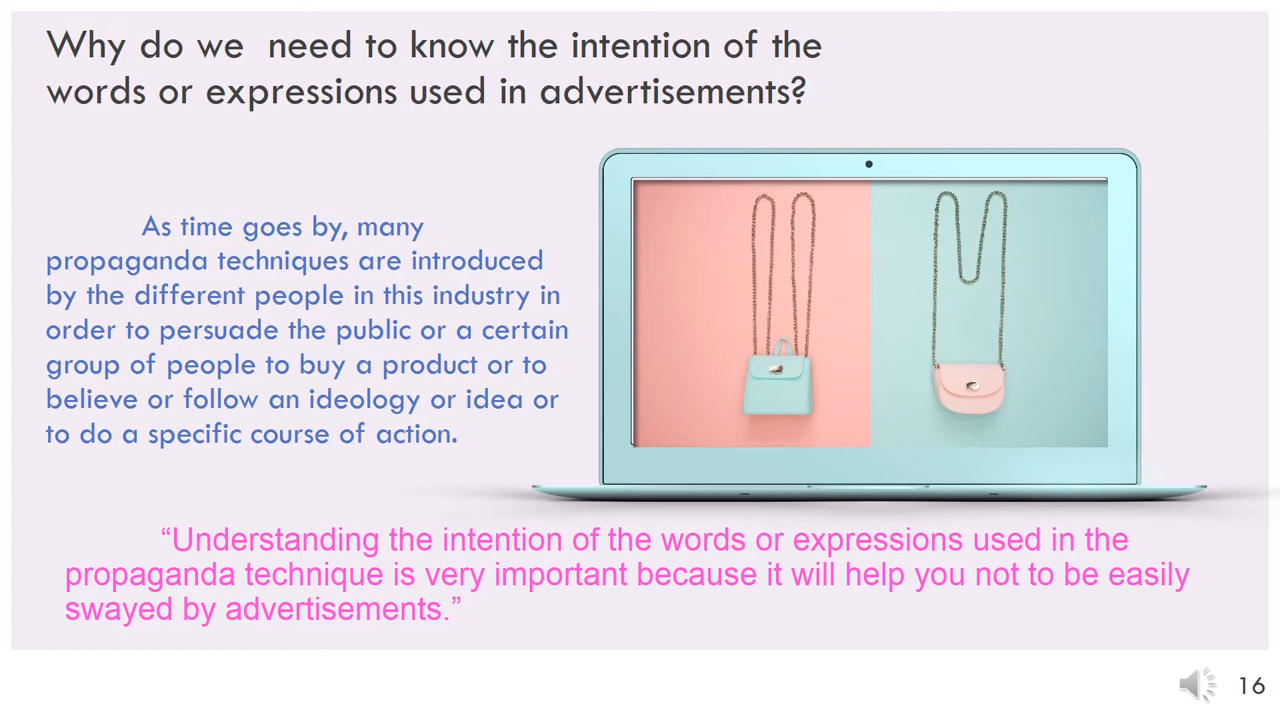 Why do we need to know the intention of the
words or expressions used in advertisements?
As time goes by, many
propaganda techniques are introduced
by the different people in this industry in
order to persuade the public or a certain
group of people to buy a product or to
believe or follow an ideology or idea or
to do a specific course of action.
“Understanding the intention of the words or expressions used in the
propaganda technique is very important because it will help you not to be easily
swayed by advertisements.”
16